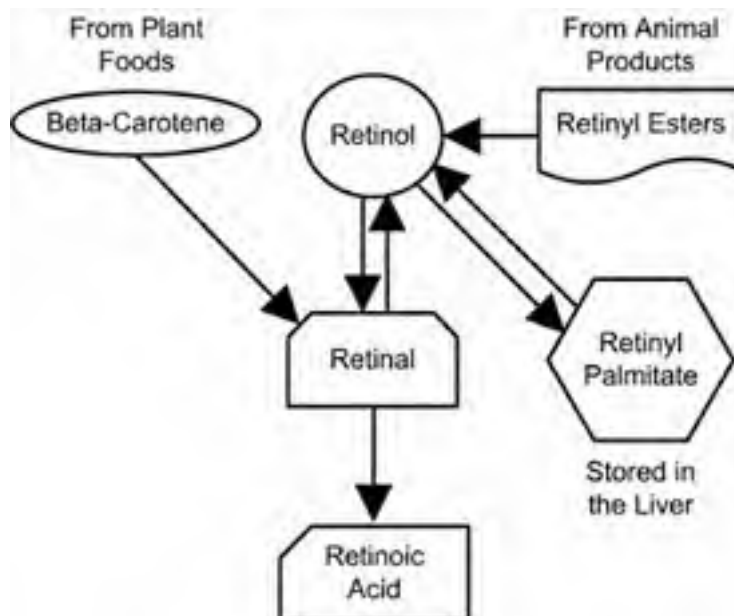 From Plant
Foods
Beta-Carotene
Retinol
From Animal
Products
Retinyl Esters
Retinal
Retinyl
Palmitate
Stored in
the Liver
Retinoic
Acid